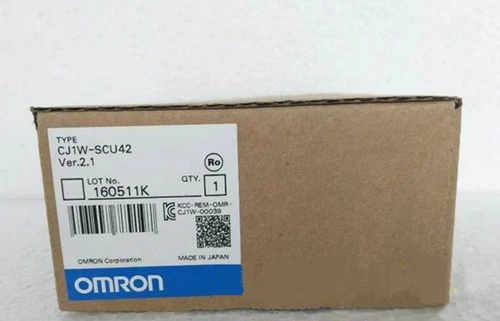 TYPE
CJ1W-SCU42
Ver.2.1
Ro
LOT No.
160511K
QTY.
1
KCC-REM-OMR-
CJ1W-00039
OMRON Corporation
MADE IN JAPAN
OMRON